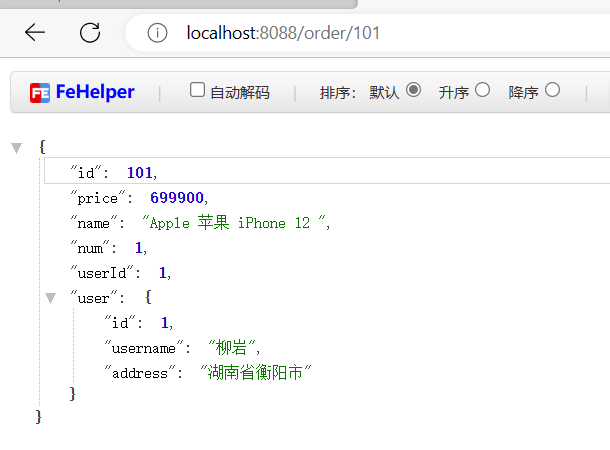 localhost:8088/order/101
FeHelper | 自动解码 | 排序: 默认 升序 降序 |
{
"id": 101,
"price": 699900,
"name": "Apple 苹果 iPhone 12 ",
"num": 1,
"userId": 1,
"user": {
"id": 1,
"username": "柳岩",
"address": "湖南省衡阳市"
}
}